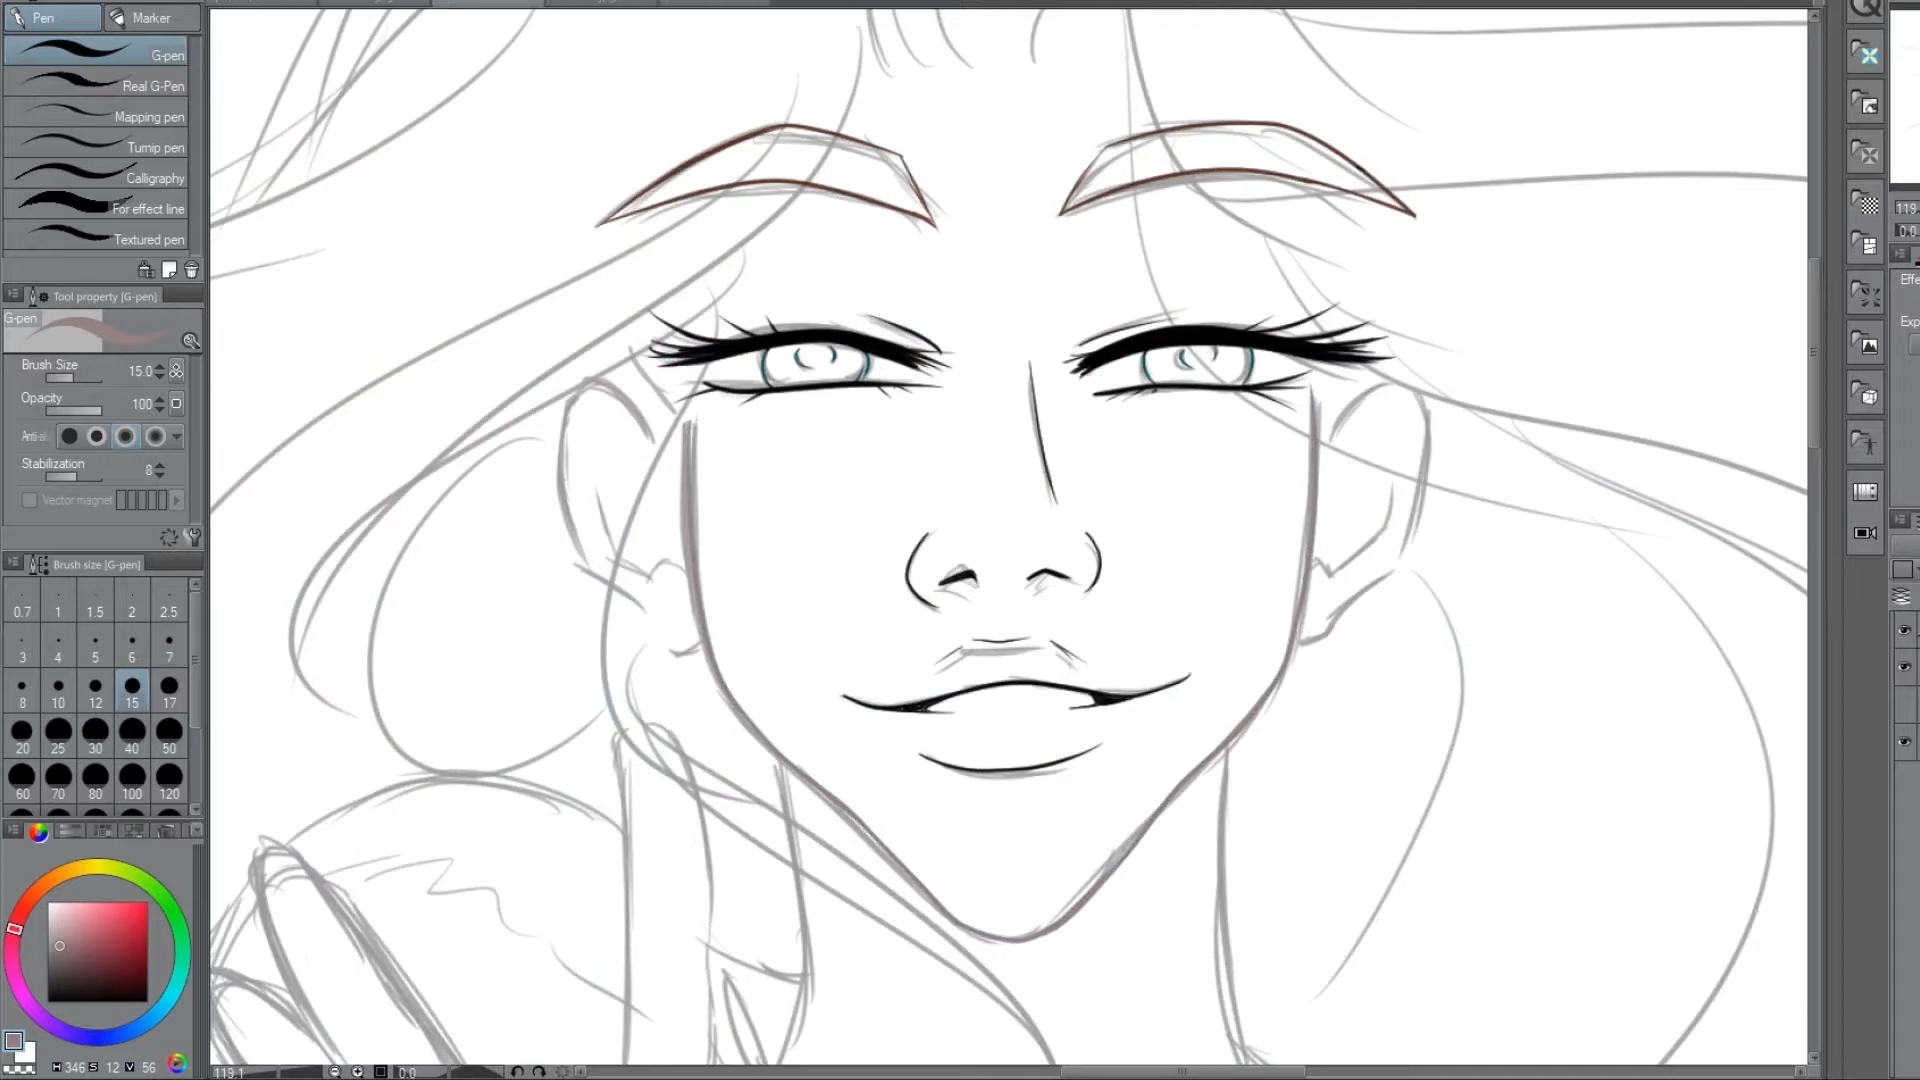 Pen Marker
G-pen
Real G-Pen
Mapping pen
Turnip pen
Calligraphy
For effect line
Textured pen
Tool property [G-pen]
G-pen
Brush Size 15.0
Opacity 100
Stabilization 8
Vector magnet
Brush size [G-pen]
0.7 1 1.5 2 2.5
3 4 5 6 7
8 10 12 15 17
20 25 30 40 50
60 70 80 100 120
H 346 S 12 V 56
119.1 0.0
119.
0.0
Effe
Exp